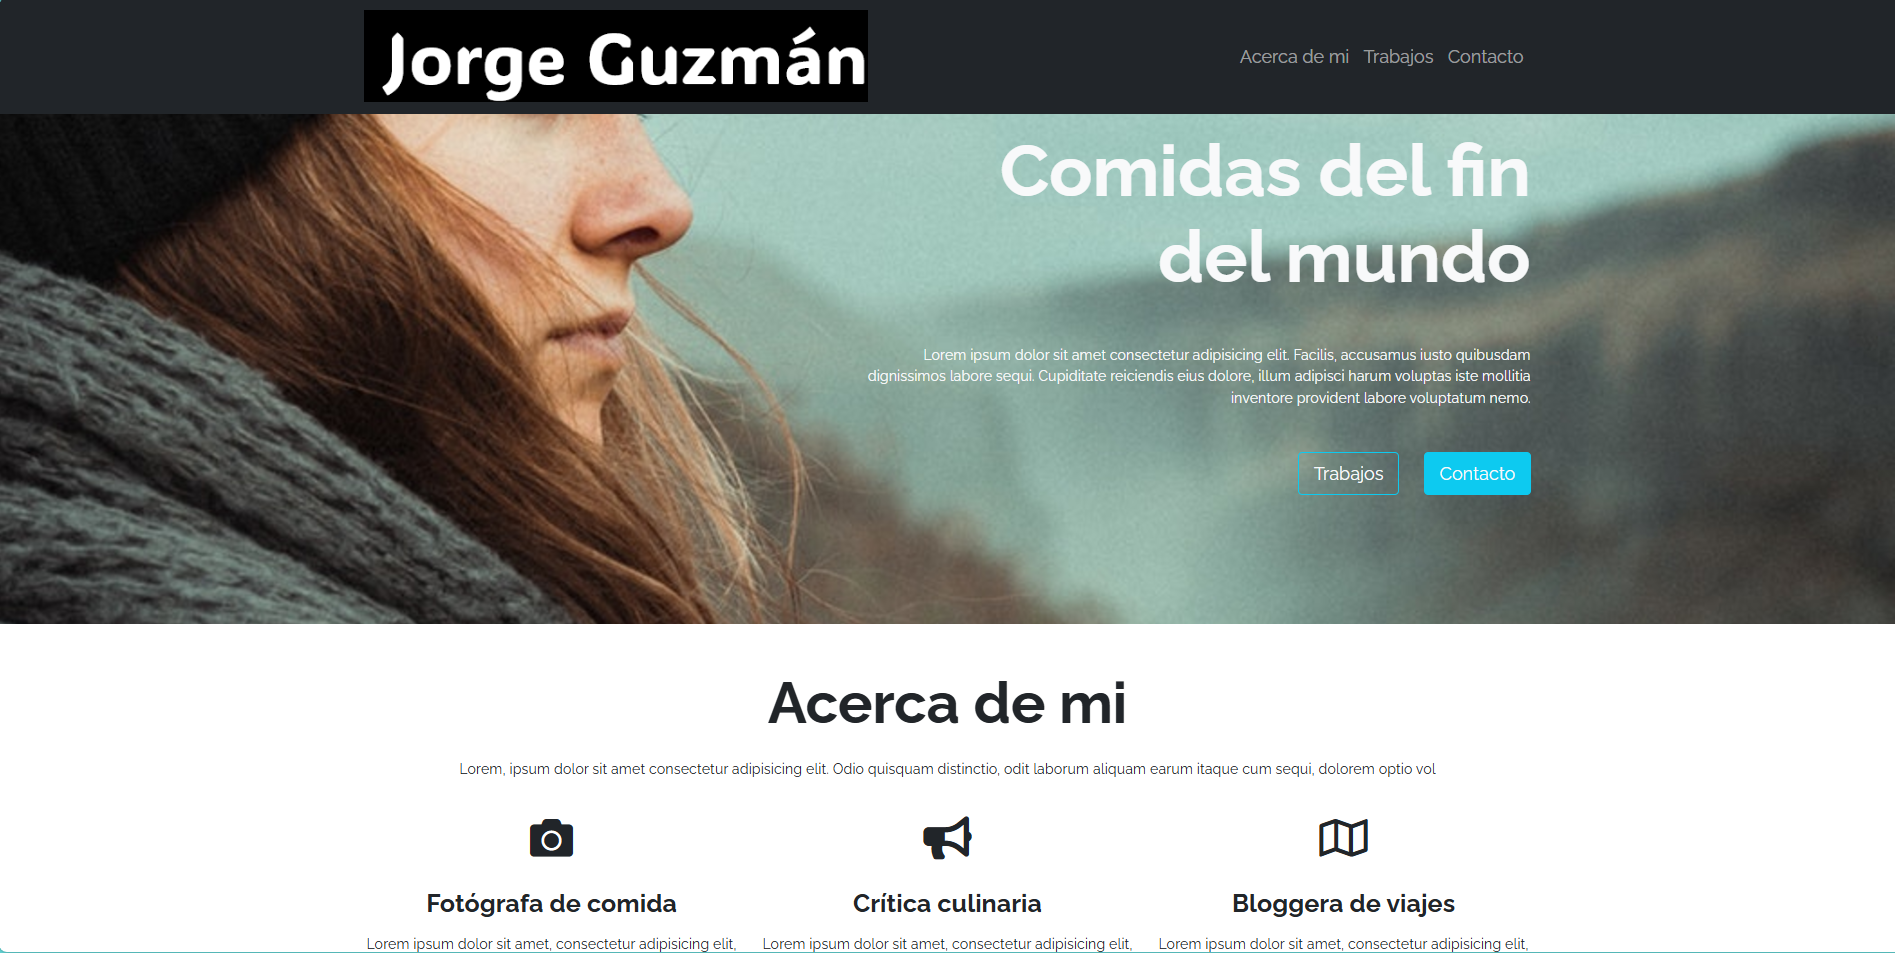 Jorge Guzmán
Acerca de mi Trabajos Contacto
Comidas del fin
del mundo
Lorem ipsum dolor sit amet consectetur adipisicing elit. Facilis, accusamus iusto quibusdam
dignissimos labore sequi. Cupiditate reiciendis eius dolore, illum adipisci harum voluptas iste mollitia
inventore provident labore voluptatum nemo.
Trabajos Contacto
Acerca de mi
Lorem, ipsum dolor sit amet consectetur adipisicing elit. Odio quisquam distinctio, odit laborum aliquam earum itaque cum sequi, dolorem optio vol
Fotógrafa de comida
Lorem ipsum dolor sit amet, consectetur adipisicing elit,
Crítica culinaria
Lorem ipsum dolor sit amet, consectetur adipisicing elit,
Bloggera de viajes
Lorem ipsum dolor sit amet, consectetur adipisicing elit,